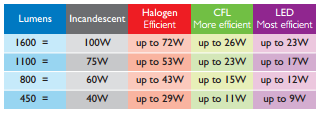 Lumens Incandescent Halogen CFL LED
Efficient More efficient Most efficient
1600 = 100W up to 72W up to 26W up to 23W
1100 = 75W up to 53W up to 23W up to 17W
800 = 60W up to 43W up to 15W up to 12W
450 = 40W up to 29W up to 11W up to 9W